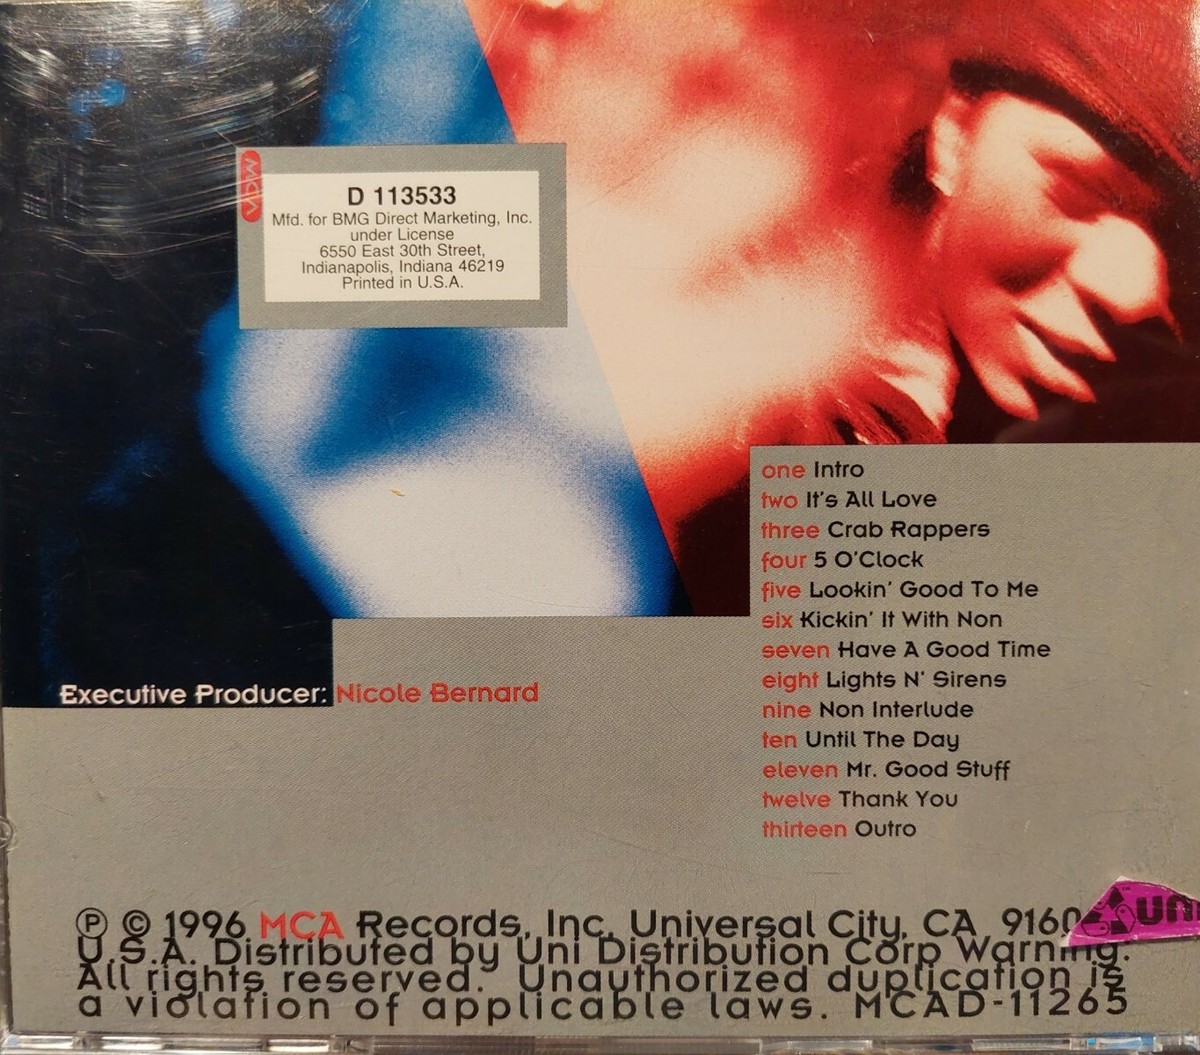 MCA
D 113533
Mfd. for BMG Direct Marketing, Inc.
under License
6550 East 30th Street,
Indianapolis, Indiana 46219
Printed in U.S.A.
one Intro
two It's All Love
three Crab Rappers
four 5 O'Clock
five Lookin' Good To Me
six Kickin' It With Non
seven Have A Good Time
eight Lights N' Sirens
nine Non Interlude
ten Until The Day
eleven Mr. Good Stuff
twelve Thank You
thirteen Outro
Executive Producer: Nicole Bernard
℗ © 1996 MCA Records, Inc. Universal City, CA 9160
U.S.A. Distributed by Uni Distribution Corp Warning:
All rights reserved. Unauthorized duplication is
a violation of applicable laws. MCAD-11265
UNI